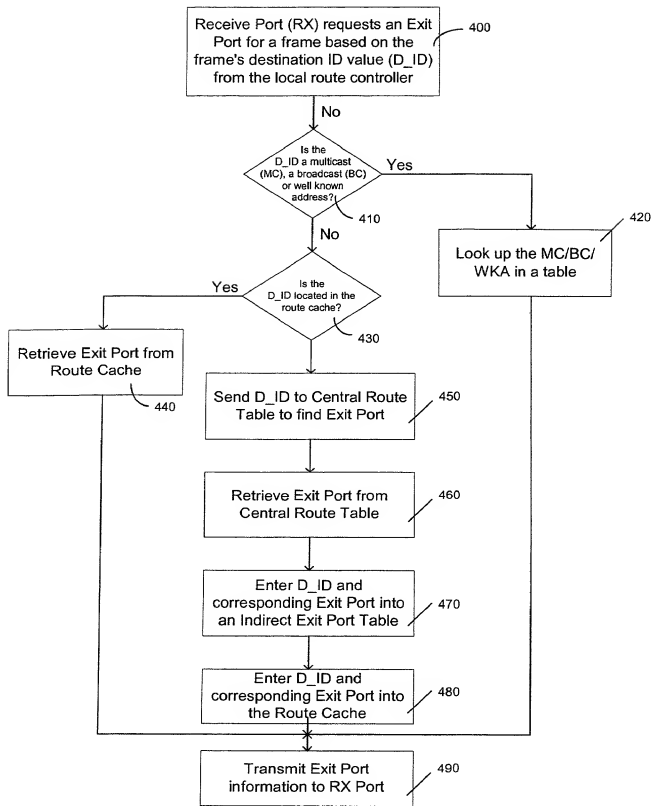 Receive Port (RX) requests an Exit
Port for a frame based on the
frame's destination ID value (D_ID)
from the local route controller
400
No
Is the
D_ID a multicast
(MC), a broadcast (BC)
or well known
address?
410
Yes
420
Look up the MC/BC/
WKA in a table
No
Is the
D_ID located in the
route cache?
430
Yes
Retrieve Exit Port from
Route Cache
440
Send D_ID to Central Route
Table to find Exit Port
450
Retrieve Exit Port from
Central Route Table
460
Enter D_ID and
corresponding Exit Port into
an Indirect Exit Port Table
470
Enter D_ID and
corresponding Exit Port into
the Route Cache
480
Transmit Exit Port
information to RX Port
490